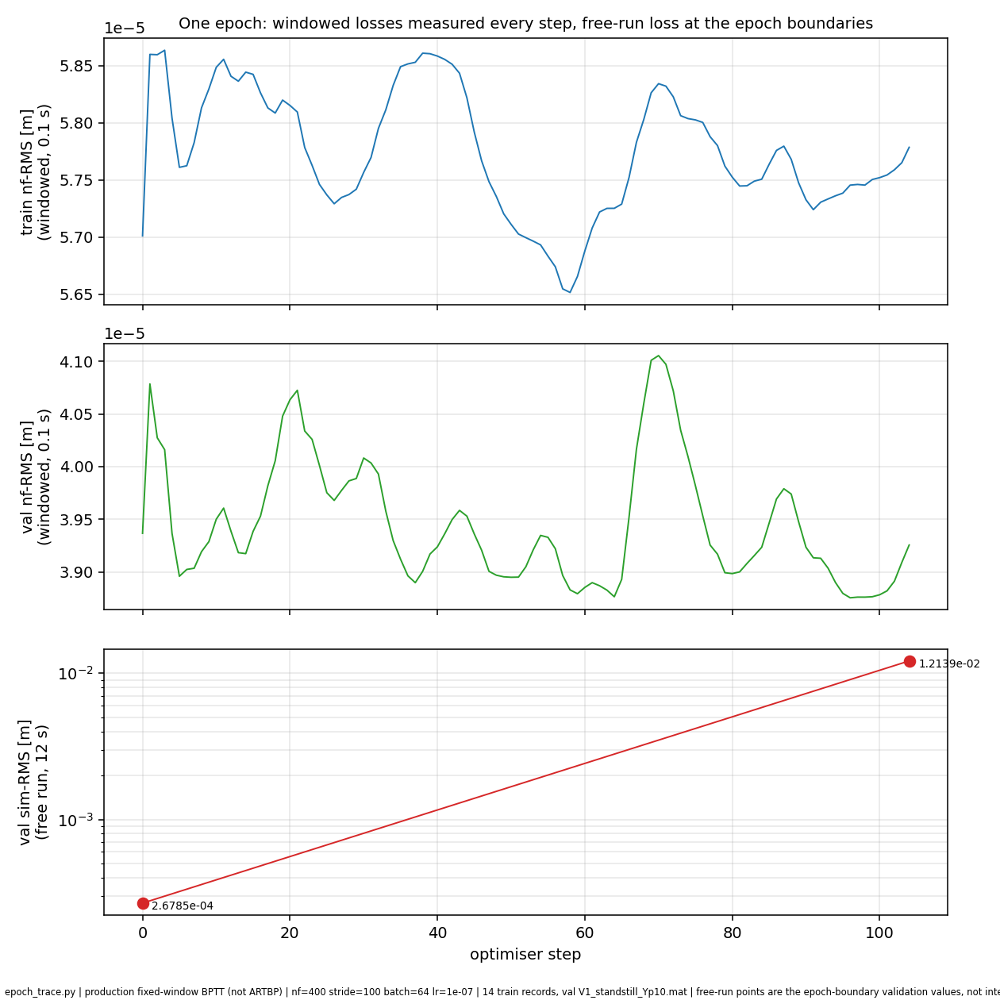 One epoch: windowed losses measured every step, free-run loss at the epoch boundaries
1e−5
train nf-RMS [m]
(windowed, 0.1 s)
5.85
5.80
5.75
5.70
5.65
1e−5
val nf-RMS [m]
(windowed, 0.1 s)
4.10
4.05
4.00
3.95
3.90
val sim-RMS [m]
(free run, 12 s)
10⁻²
10⁻³
1.2139e-02
2.6785e-04
0 20 40 60 80 100
optimiser step
epoch_trace.py | production fixed-window BPTT (not ARTBP) | nf=400 stride=100 batch=64 lr=1e-07 | 14 train records, val V1_standstill_Yp10.mat | free-run points are the epoch-boundary validation values, not